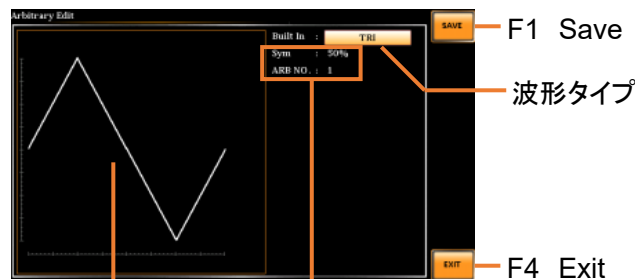 Arbitrary Edit
Built In : TRI
Sym : 50%
ARB NO. : 1
SAVE
F1 Save
波形タイプ
EXIT
F4 Exit